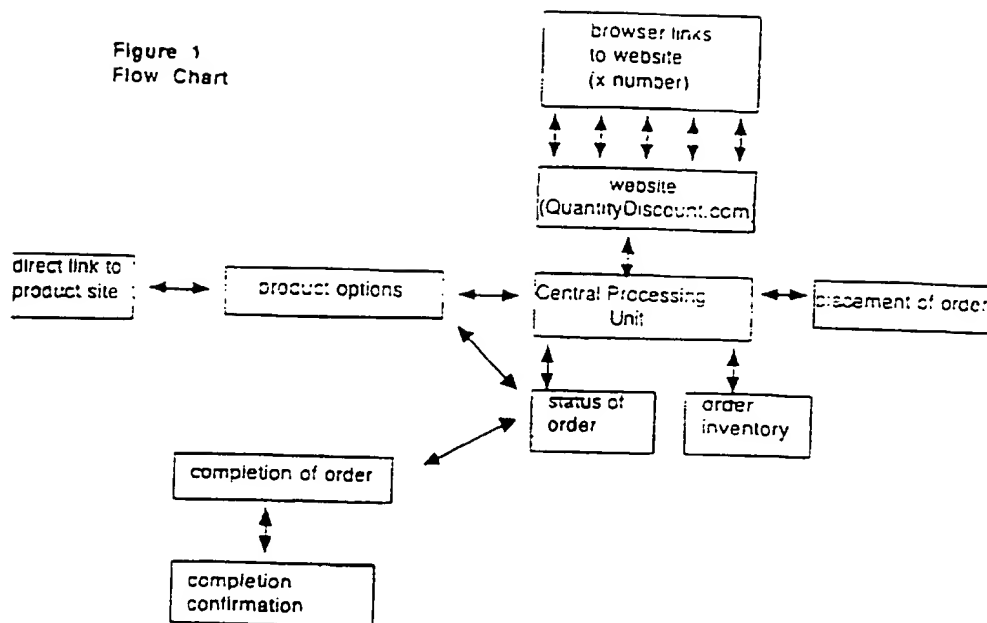 Figure 1
Flow Chart
browser links
to website
(x number)
website
(QuantityDiscount.com
direct link to
product site
product options
Central Processing
Unit
placement of order
status of
order
order
inventory
completion of order
completion
confirmation